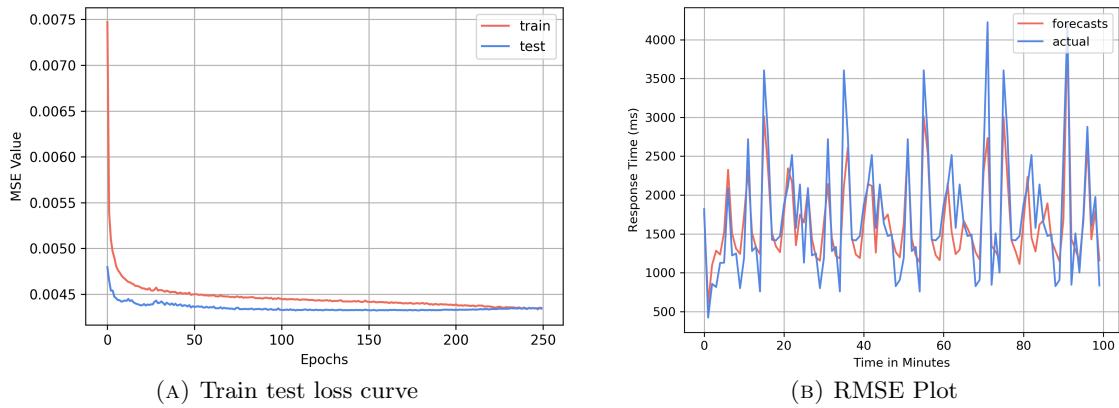 0.0075
0.0070
0.0065
0.0060
0.0055
0.0050
0.0045
MSE Value
0 50 100 150 200 250
Epochs
train
test
(A) Train test loss curve
4000
3500
3000
2500
2000
1500
1000
500
Response Time (ms)
0 20 40 60 80 100
Time in Minutes
forecasts
actual
(B) RMSE Plot